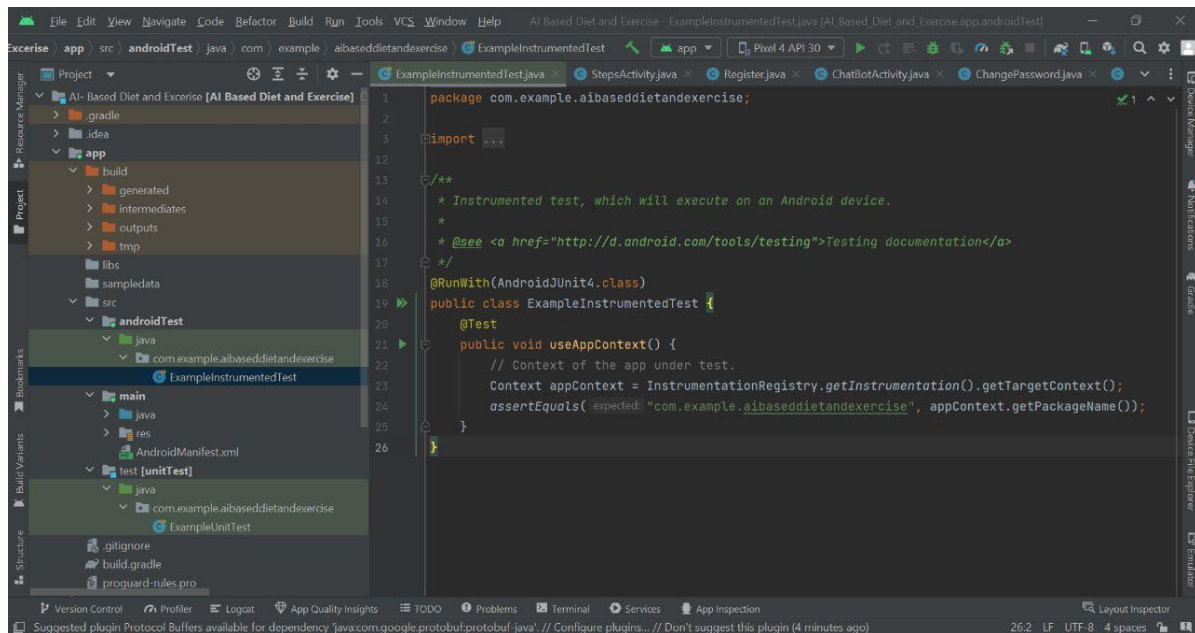 File Edit View Navigate Code Refactor Build Run Tools VCS Window Help AI Based Diet and Exercise - ExampleInstrumentedTest.java [AI_Based_Diet_and_Exercise.app.androidTest]
Excerise app src androidTest java com example aibaseddietandexercise ExampleInstrumentedTest app Pixel 4 API 30
Project
ExampleInstrumentedTest.java StepsActivity.java Register.java ChatBotActivity.java ChangePassword.java
Resource Manager
Project
Bookmarks
Build Variants
Structure
AI- Based Diet and Excerise [AI Based Diet and Exercise]
.gradle
.idea
app
build
generated
intermediates
outputs
tmp
libs
sampledata
src
androidTest
java
com.example.aibaseddietandexercise
ExampleInstrumentedTest
main
java
res
AndroidManifest.xml
test [unitTest]
java
com.example.aibaseddietandexercise
ExampleUnitTest
.gitignore
build.gradle
proguard-rules.pro
1 package com.example.aibaseddietandexercise;
2
3 import ...
12
13 /**
14 * Instrumented test, which will execute on an Android device.
15 *
16 * @see <a href="http://d.android.com/tools/testing">Testing documentation</a>
17 */
18 @RunWith(AndroidJUnit4.class)
19 public class ExampleInstrumentedTest {
20 @Test
21 public void useAppContext() {
22 // Context of the app under test.
23 Context appContext = InstrumentationRegistry.getInstrumentation().getTargetContext();
24 assertEquals( expected: "com.example.aibaseddietandexercise", appContext.getPackageName());
25 }
26 }
1
Device Manager
Notifications
Gradle
Device File Explorer
Emulator
Version Control Profiler Logcat App Quality Insights TODO Problems Terminal Services App Inspection Layout Inspector
Suggested plugin Protocol Buffers available for dependency 'java:com.google.protobuf:protobuf-java'. // Configure plugins... // Don't suggest this plugin (4 minutes ago) 26:2 LF UTF-8 4 spaces